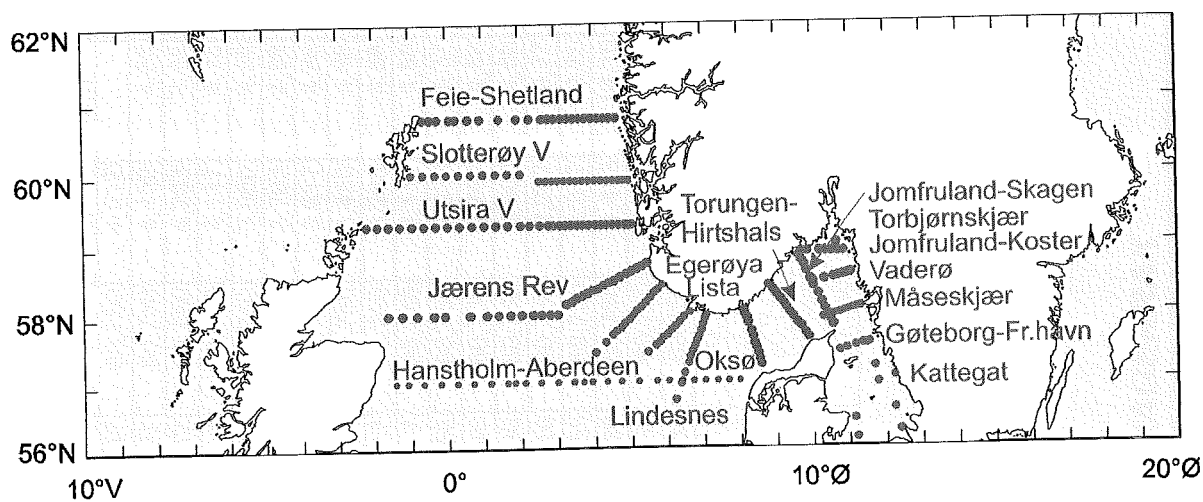 62°N
Feie-Shetland
Slotterøy V
60°N
Utsira V
Torungen-
Hirtshals
Jomfruland-Skagen
Torbjørnskjær
Jomfruland-Koster
Egerøya
Lista
Vaderø
Jærens Rev
Måseskjær
58°N
Gøteborg-Fr.havn
Hanstholm-Aberdeen
Oksø
Kattegat
Lindesnes
56°N
10°V
0°
10°Ø
20°Ø